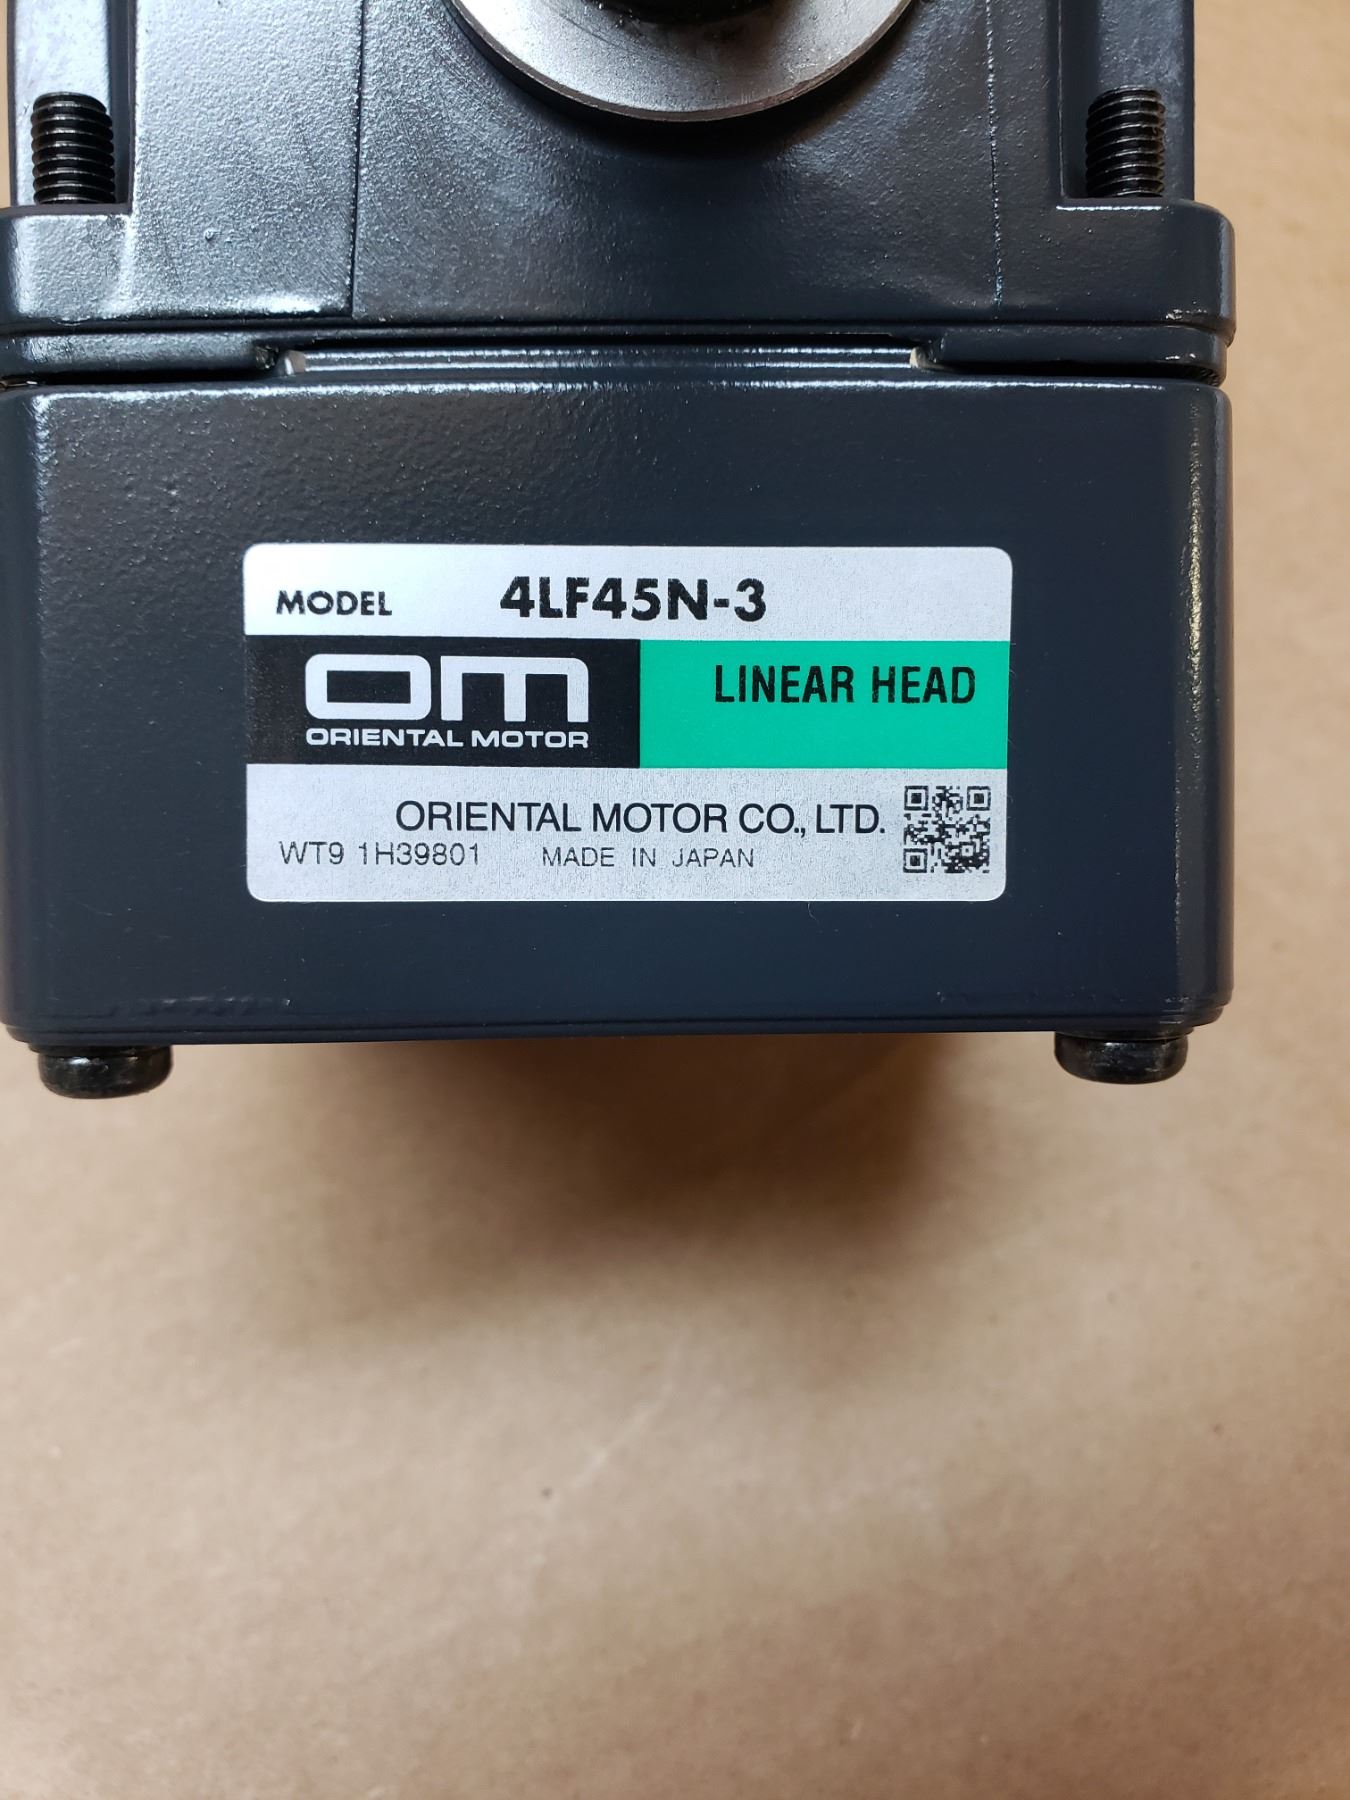 MODEL 4LF45N-3
OM
ORIENTAL MOTOR
LINEAR HEAD
ORIENTAL MOTOR CO., LTD.
WT9 1H39801 MADE IN JAPAN